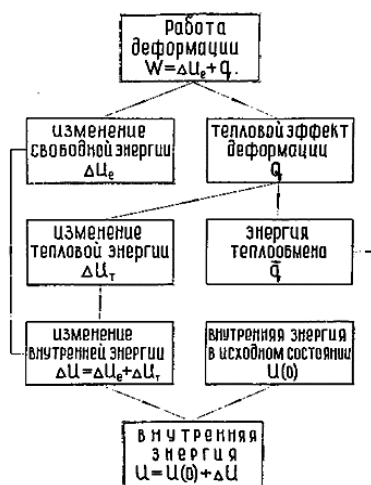 Работа
деформации
W=ΔUe+q.
изменение
свободной энергии
ΔUe
тепловой эффект
деформации
q
изменение
тепловой энергии
ΔUт
энергия
теплообмена
q̄
изменение
внутренней энергии
ΔU=ΔUe+ΔUт
внутренняя энергия
в исходном состоянии
U(0)
внутренняя
энергия
U=U(0)+ΔU